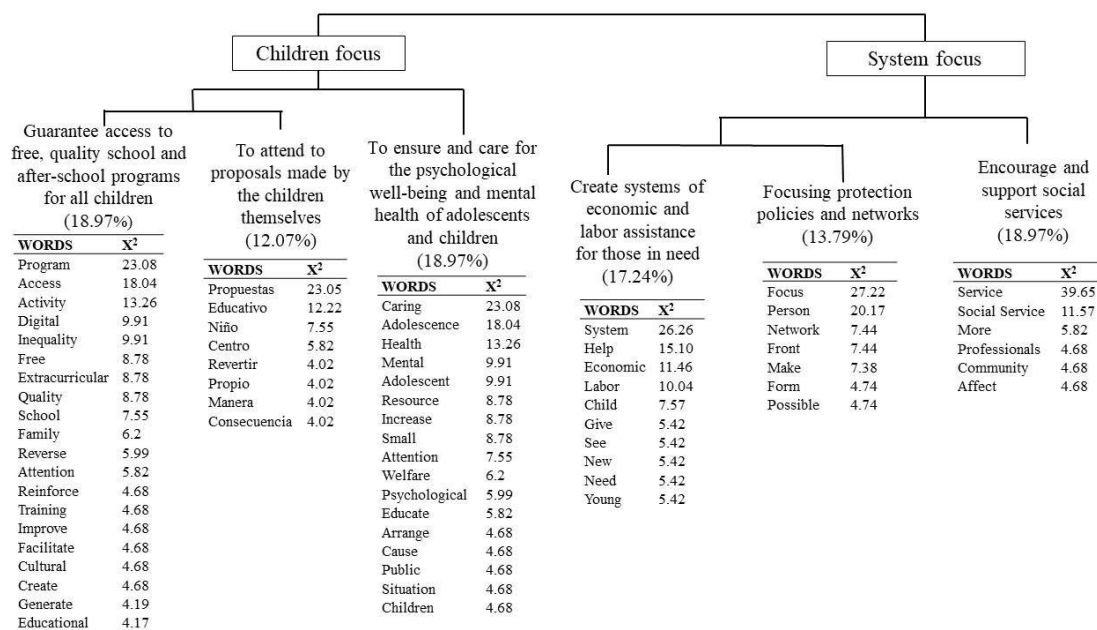 Children focus
System focus
Guarantee access to
free, quality school and
after-school programs
for all children
(18.97%)
WORDS X²
Program 23.08
Access 18.04
Activity 13.26
Digital 9.91
Inequality 9.91
Free 8.78
Extracurricular 8.78
Quality 8.78
School 7.55
Family 6.2
Reverse 5.99
Attention 5.82
Reinforce 4.68
Training 4.68
Improve 4.68
Facilitate 4.68
Cultural 4.68
Create 4.68
Generate 4.19
Educational 4.17
To attend to
proposals made by
the children
themselves
(12.07%)
WORDS X²
Propuestas 23.05
Educativo 12.22
Niño 7.55
Centro 5.82
Revertir 4.02
Propio 4.02
Manera 4.02
Consecuencia 4.02
To ensure and care for
the psychological
well-being and mental
health of adolescents
and children
(18.97%)
WORDS X²
Caring 23.08
Adolescence 18.04
Health 13.26
Mental 9.91
Adolescent 9.91
Resource 8.78
Increase 8.78
Small 8.78
Attention 7.55
Welfare 6.2
Psychological 5.99
Educate 5.82
Arrange 4.68
Cause 4.68
Public 4.68
Situation 4.68
Children 4.68
Create systems of
economic and
labor assistance
for those in need
(17.24%)
WORDS X²
System 26.26
Help 15.10
Economic 11.46
Labor 10.04
Child 7.57
Give 5.42
See 5.42
New 5.42
Need 5.42
Young 5.42
Focusing protection
policies and networks
(13.79%)
WORDS X²
Focus 27.22
Person 20.17
Network 7.44
Front 7.44
Make 7.38
Form 4.74
Possible 4.74
Encourage and
support social
services
(18.97%)
WORDS X²
Service 39.65
Social Service 11.57
More 5.82
Professionals 4.68
Community 4.68
Affect 4.68